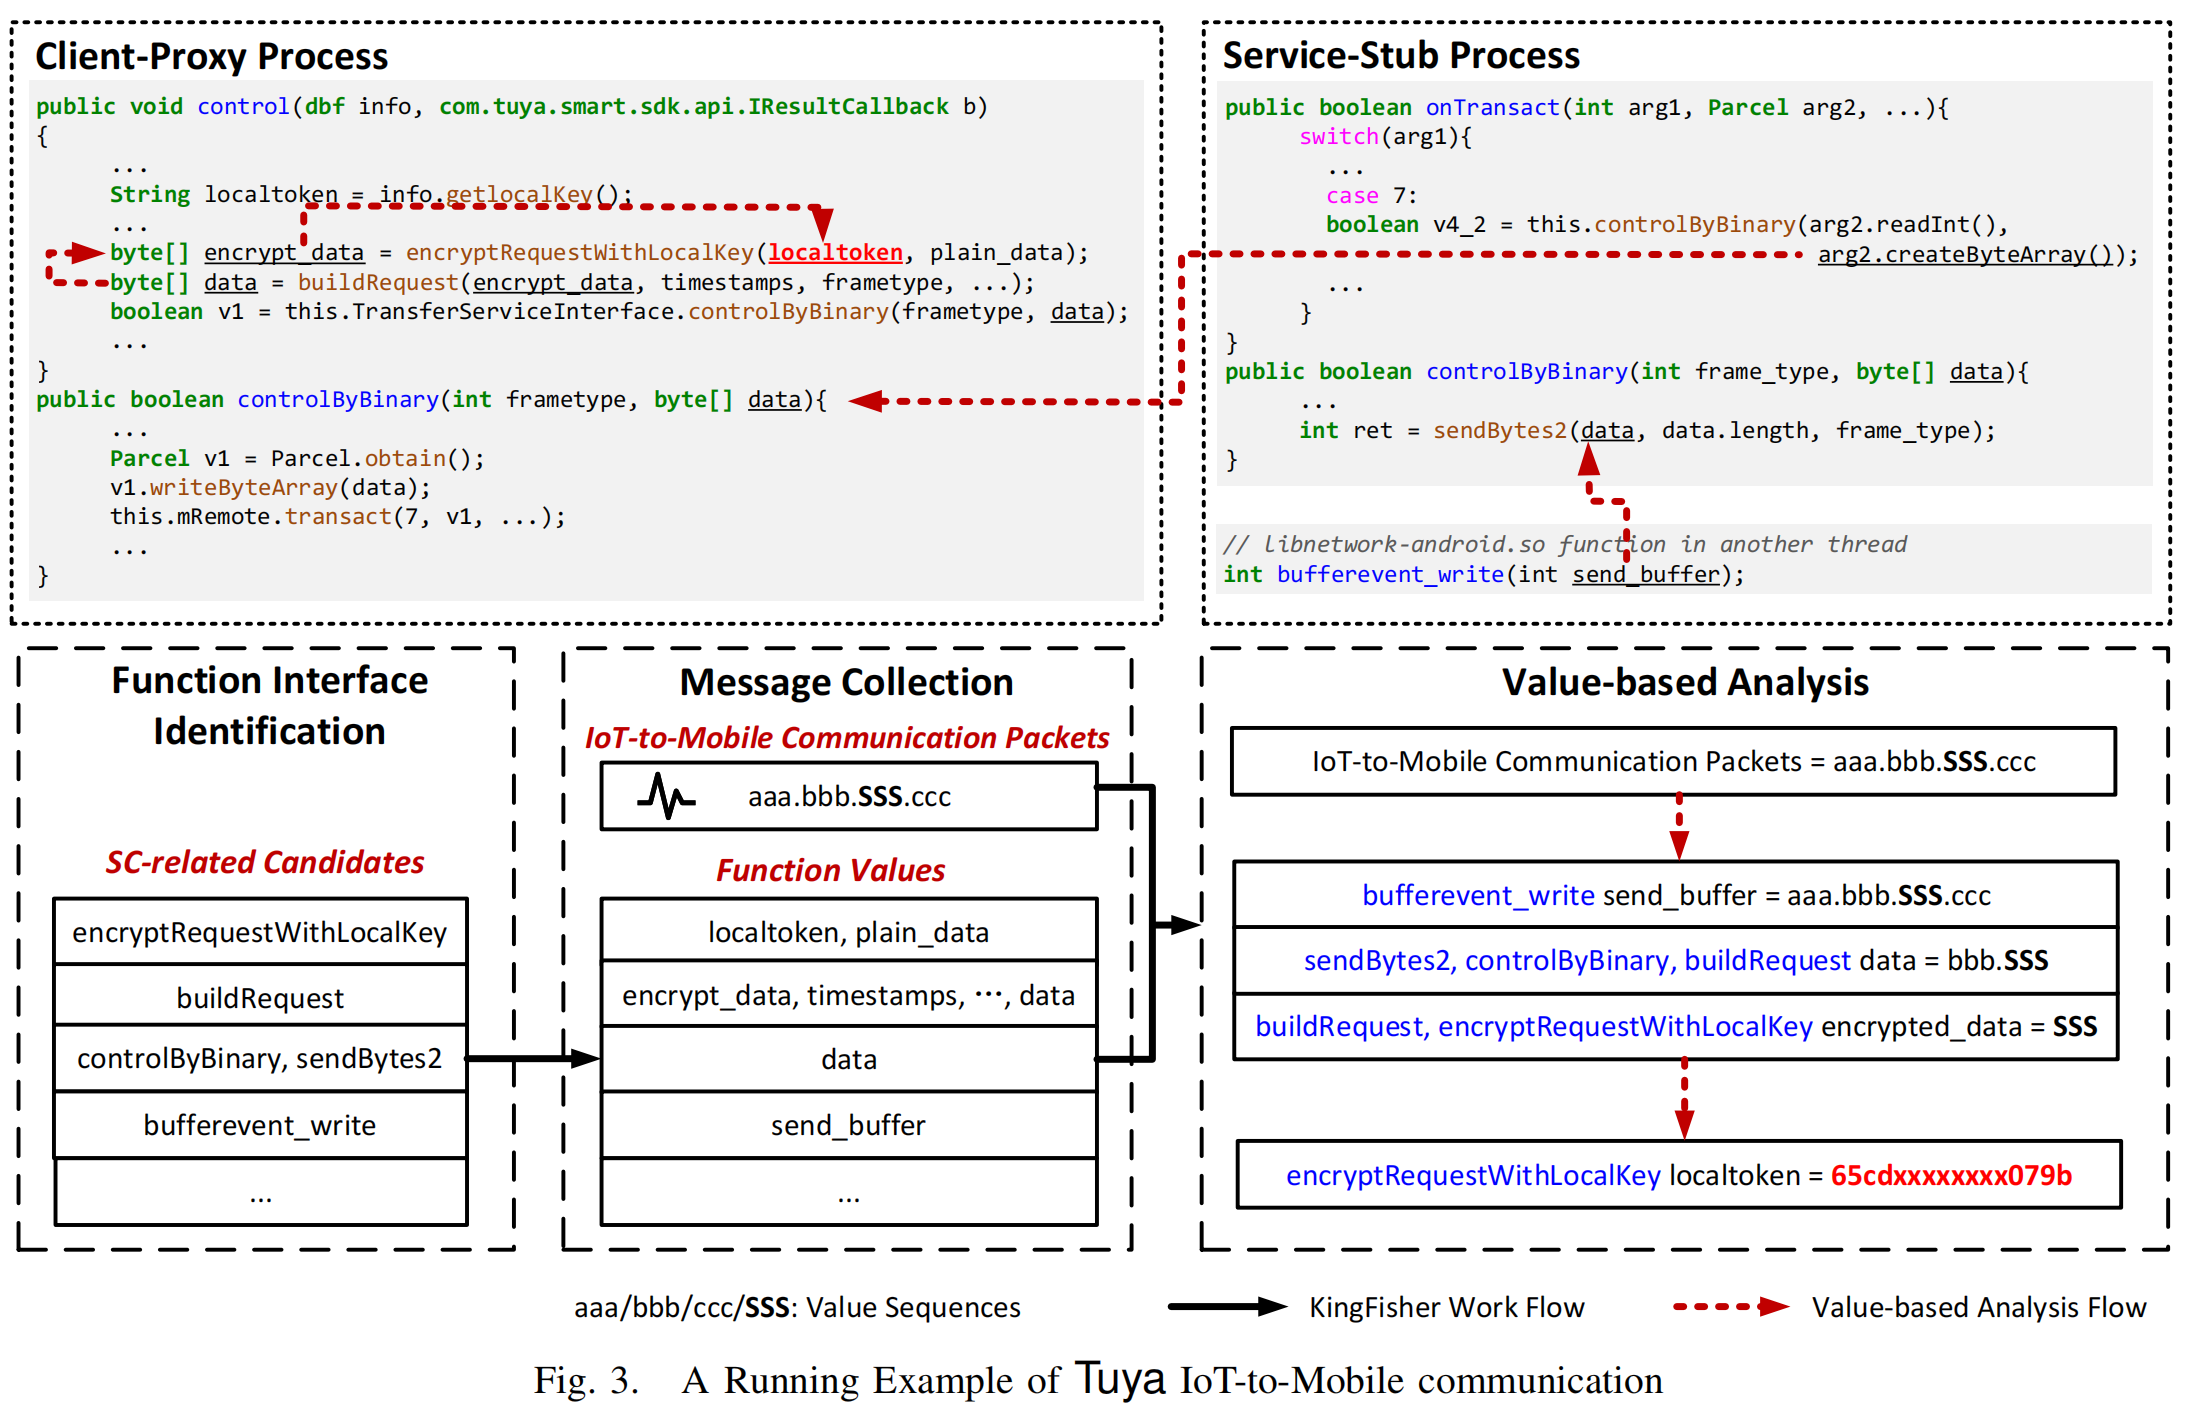 Client-Proxy Process
public void control(dbf info, com.tuya.smart.sdk.api.IResultCallback b)
{
...
String localtoken = info.getlocalKey();
...
byte[] encrypt_data = encryptRequestWithLocalKey(localtoken, plain_data);
byte[] data = buildRequest(encrypt_data, timestamps, frametype, ...);
boolean v1 = this.TransferServiceInterface.controlByBinary(frametype, data);
...
}
public boolean controlByBinary(int frametype, byte[] data){
...
Parcel v1 = Parcel.obtain();
v1.writeByteArray(data);
this.mRemote.transact(7, v1, ...);
...
}
Service-Stub Process
public boolean onTransact(int arg1, Parcel arg2, ...){
switch(arg1){
...
case 7:
boolean v4_2 = this.controlByBinary(arg2.readInt(),
arg2.createByteArray());
...
}
}
public boolean controlByBinary(int frame_type, byte[] data){
...
int ret = sendBytes2(data, data.length, frame_type);
}
// libnetwork-android.so function in another thread
int bufferevent_write(int send_buffer);
Function Interface
Identification
SC-related Candidates
encryptRequestWithLocalKey
buildRequest
controlByBinary, sendBytes2
bufferevent_write
...
Message Collection
IoT-to-Mobile Communication Packets
aaa.bbb.SSS.ccc
Function Values
localtoken, plain_data
encrypt_data, timestamps, ⋯, data
data
send_buffer
...
Value-based Analysis
IoT-to-Mobile Communication Packets = aaa.bbb.SSS.ccc
bufferevent_write send_buffer = aaa.bbb.SSS.ccc
sendBytes2, controlByBinary, buildRequest data = bbb.SSS
buildRequest, encryptRequestWithLocalKey encrypted_data = SSS
encryptRequestWithLocalKey localtoken = 65cdxxxxxxxx079b
aaa/bbb/ccc/SSS: Value Sequences
KingFisher Work Flow
Value-based Analysis Flow
Fig. 3. A Running Example of Tuya IoT-to-Mobile communication